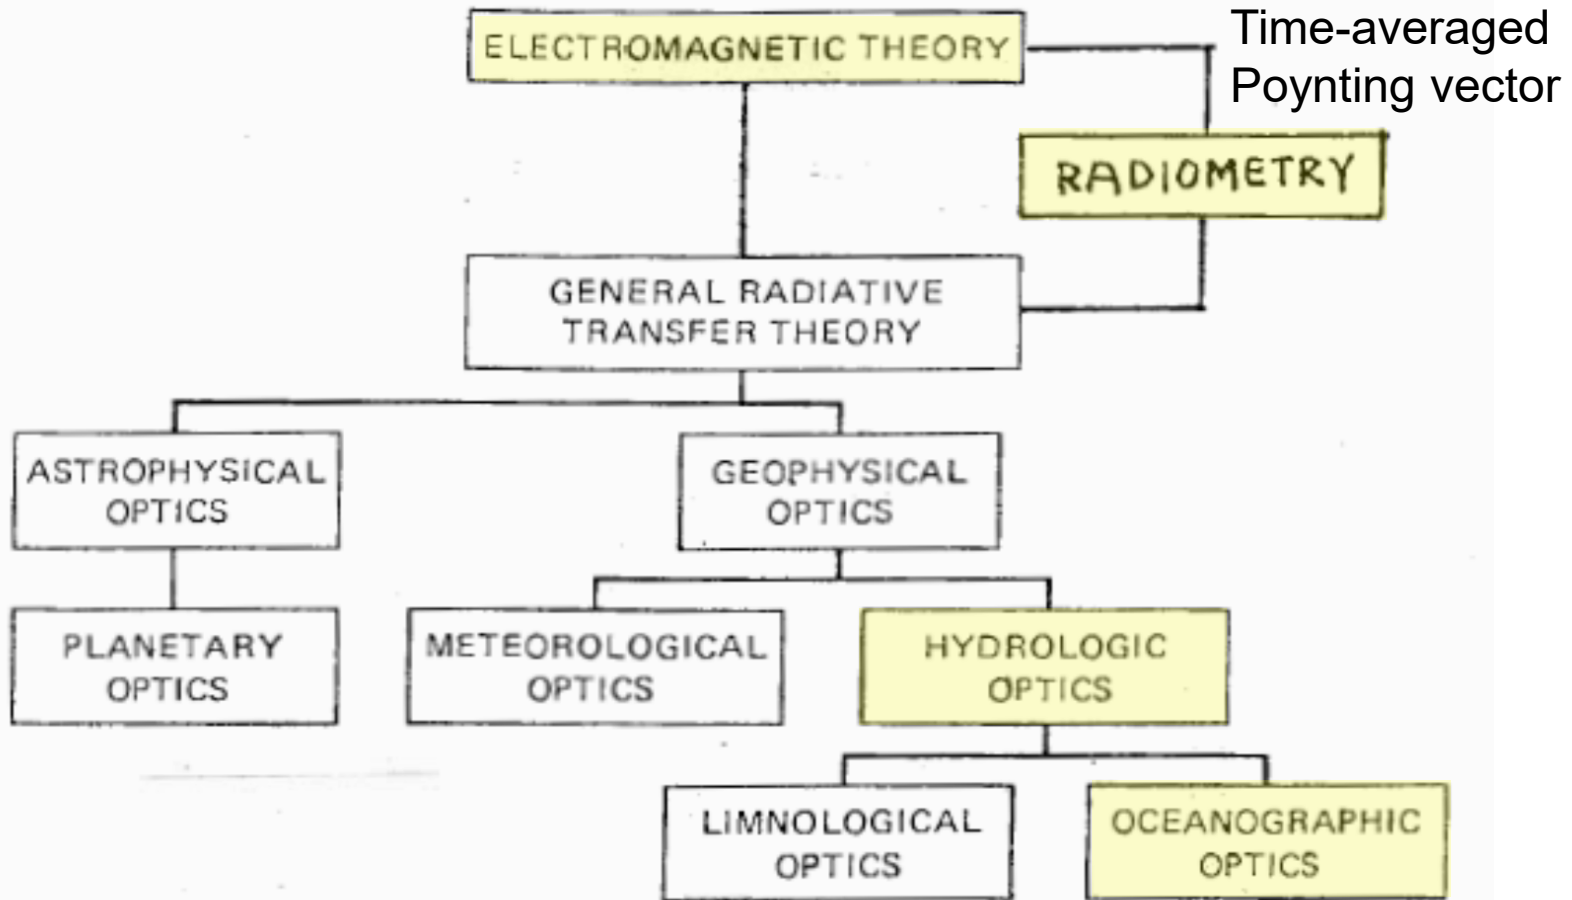 ELECTROMAGNETIC THEORY
Time-averaged
Poynting vector
RADIOMETRY
GENERAL RADIATIVE
TRANSFER THEORY
ASTROPHYSICAL
OPTICS
GEOPHYSICAL
OPTICS
PLANETARY
OPTICS
METEOROLOGICAL
OPTICS
HYDROLOGIC
OPTICS
LIMNOLOGICAL
OPTICS
OCEANOGRAPHIC
OPTICS